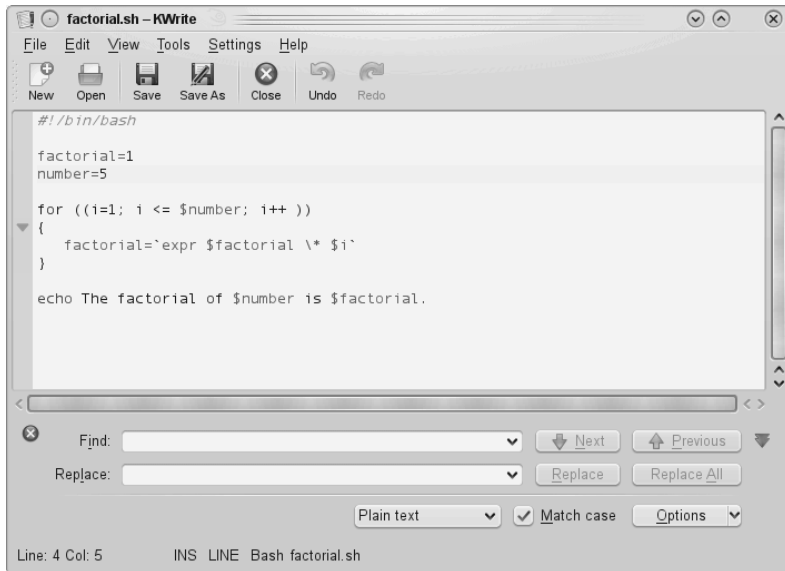 factorial.sh – KWrite
File Edit View Tools Settings Help
New Open Save Save As Close Undo Redo
#!/bin/bash
factorial=1
number=5
for ((i=1; i <= $number; i++ ))
{
factorial=`expr $factorial \* $i`
}
echo The factorial of $number is $factorial.
Find: Next Previous
Replace: Replace Replace All
Plain text Match case Options
Line: 4 Col: 5 INS LINE Bash factorial.sh